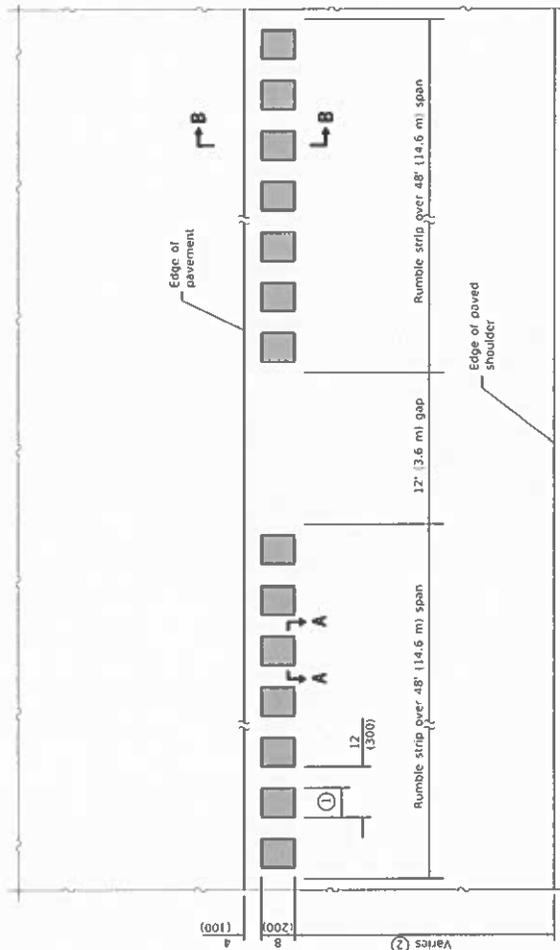 B
B
Edge of
pavement
Rumble strip over 48' (14.6 m) span
12' (3.6 m) gap
Edge of paved
shoulder
A
A
Rumble strip over 48' (14.6 m) span
12
(300)
①
4
(100)
8
(200)
Varies ②